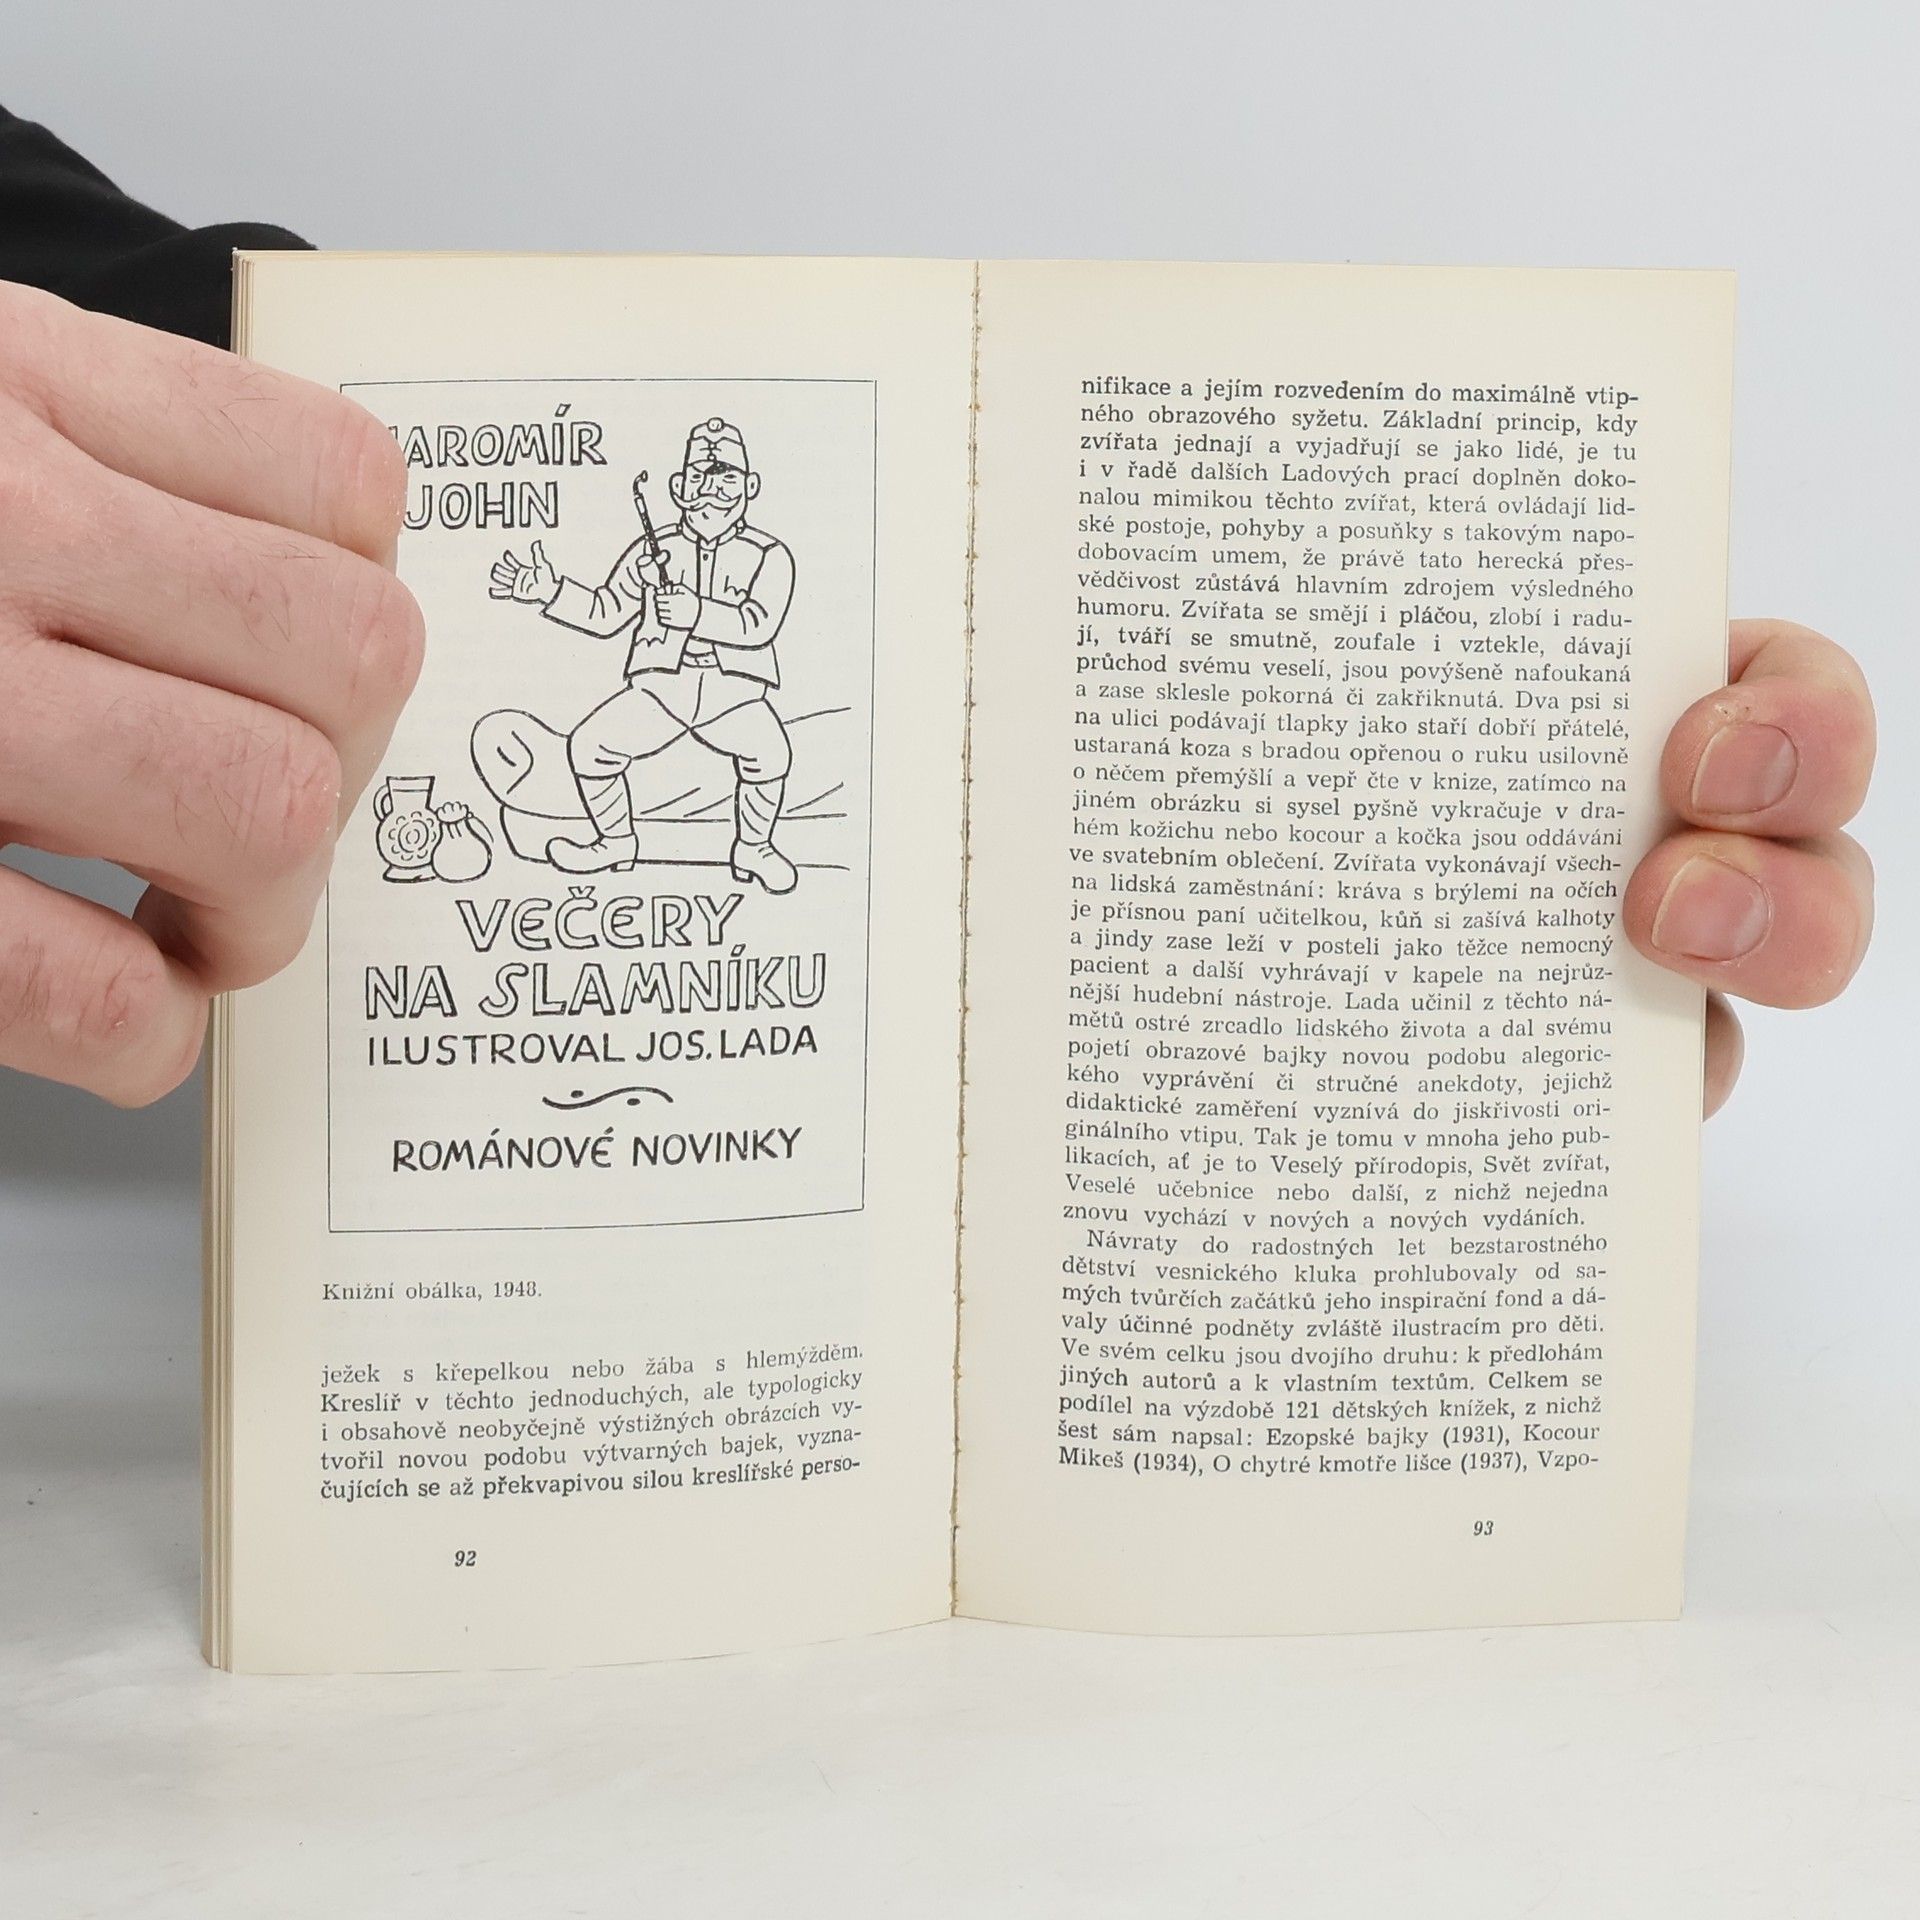 JAROMÍR
JOHN
VEČERY
NA SLAMNÍKU
ILUSTROVAL JOS. LADA
ROMÁNOVÉ NOVINKY
Knižní obálka, 1948.
ježek s křepelkou nebo žába s hlemýžděm.
Kreslíř v těchto jednoduchých, ale typologicky
i obsahově neobyčejně výstižných obrázcích vy-
tvořil novou podobu výtvarných bajek, vyzna-
čujících se až překvapivou silou kreslířské perso-
92
nifikace a jejím rozvedením do maximálně vtip-
ného obrazového syžetu. Základní princip, kdy
zvířata jednají a vyjadřují se jako lidé, je tu
i v řadě dalších Ladových prací doplněn doko-
nalou mimikou těchto zvířat, která ovládají lid-
ské postoje, pohyby a posuňky s takovým napo-
dobovacím umem, že právě tato herecká přes-
vědčivost zůstává hlavním zdrojem výsledného
humoru. Zvířata se smějí i pláčou, zlobí i radu-
jí, tváří se smutně, zoufale i vztekle, dávají
průchod svému veselí, jsou povýšeně nafoukaná
a zase sklesle pokorná či zakřiknutá. Dva psi si
na ulici podávají tlapky jako staří dobří přátelé,
ustaraná koza s bradou opřenou o ruku usilovně
o něčem přemýšlí a vepř čte v knize, zatímco na
jiném obrázku si sysel pyšně vykračuje v dra-
hém kožichu nebo kocour a kočka jsou oddáváni
ve svatebním oblečení. Zvířata vykonávají všech-
na lidská zaměstnání: kráva s brýlemi na očích
je přísnou paní učitelkou, kůň si zašívá kalhoty
a jindy zase leží v posteli jako těžce nemocný
pacient a další vyhrávají v kapele na nejrůz-
nější hudební nástroje. Lada učinil z těchto ná-
mětů ostré zrcadlo lidského života a dal svému
pojetí obrazové bajky novou podobu alegoric-
kého vyprávění či stručné anekdoty, jejichž
didaktické zaměření vyznívá do jiskřivosti ori-
ginálního vtipu. Tak je tomu v mnoha jeho pub-
likacích, ať je to Veselý přírodopis, Svět zvířat,
Veselé učebnice nebo další, z nichž nejedna
znovu vychází v nových a nových vydáních.
Návraty do radostných let bezstarostného
dětství vesnického kluka prohlubovaly od sa-
mých tvůrčích začátků jeho inspirační fond a dá-
valy účinné podněty zvláště ilustracím pro děti.
Ve svém celku jsou dvojího druhu: k předlohám
jiných autorů a k vlastním textům. Celkem se
podílel na výzdobě 121 dětských knížek, z nichž
šest sám napsal: Ezopské bajky (1931), Kocour
Mikeš (1934), O chytré kmotře lišce (1937), Vzpo-
93